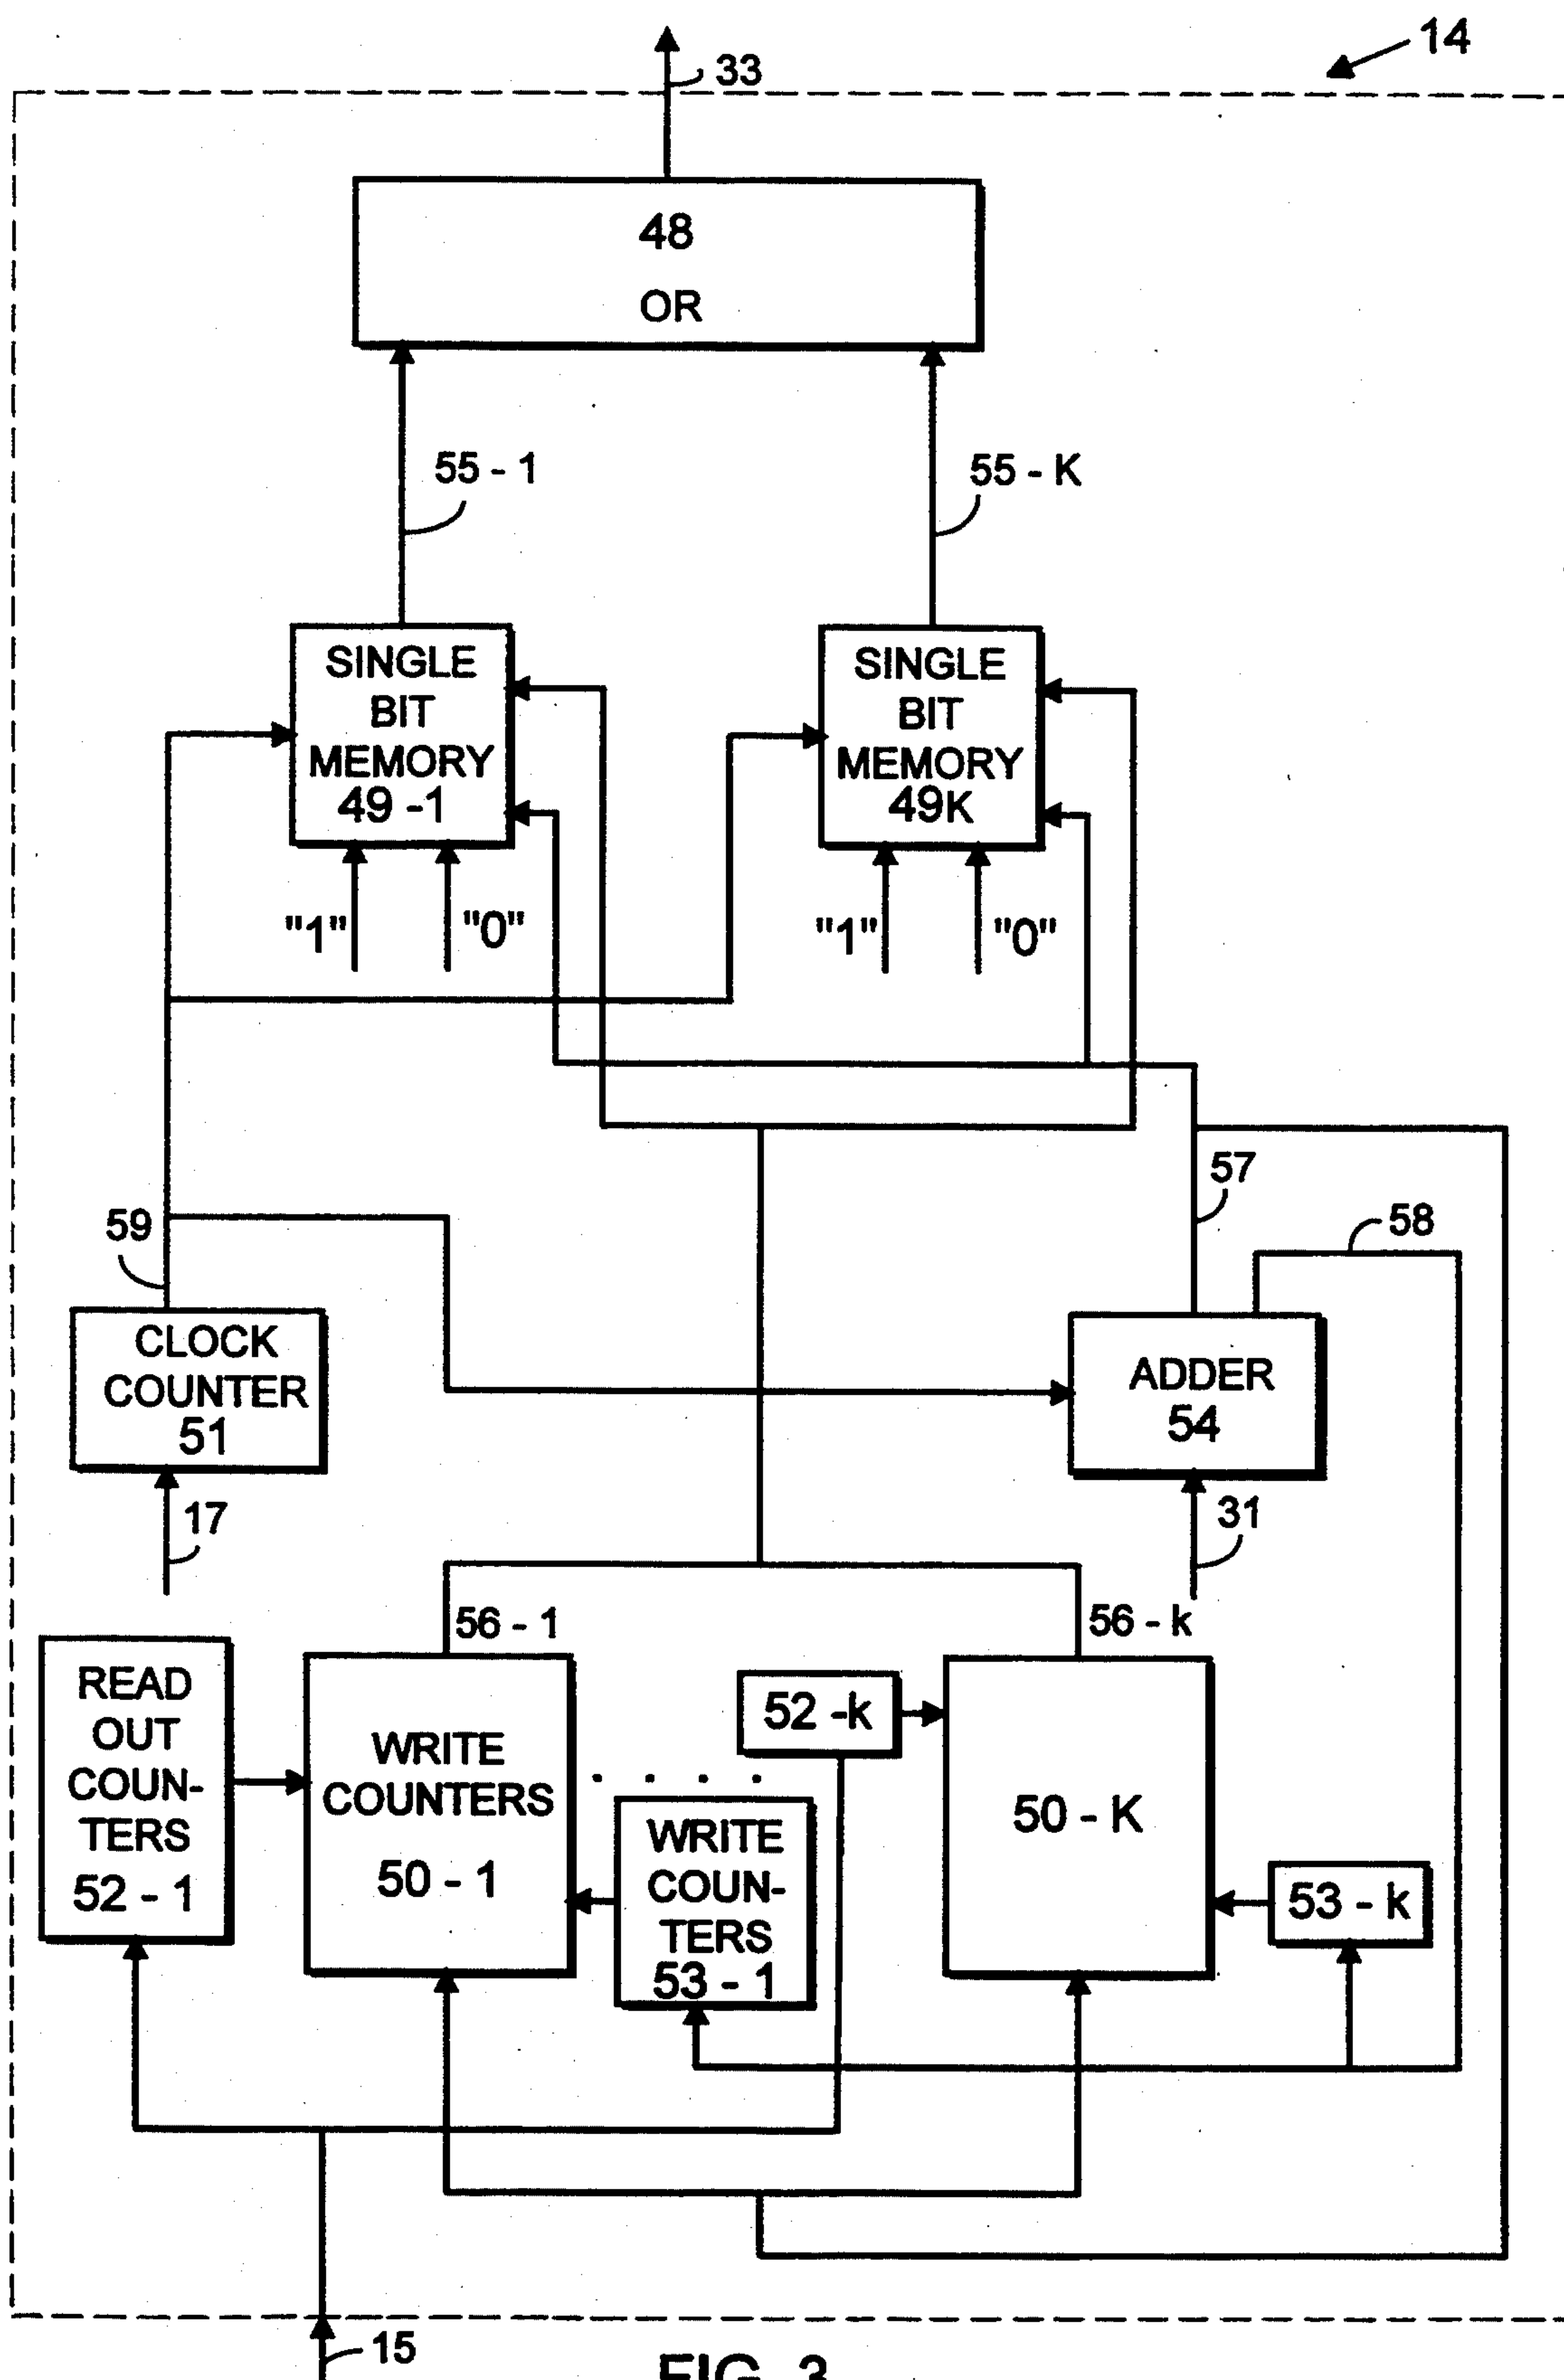 14
33
48
OR
55 - 1
55 - K
SINGLE
BIT
MEMORY
49 -1
SINGLE
BIT
MEMORY
49K
"1"
"0"
"1"
"0"
57
58
59
CLOCK
COUNTER
51
ADDER
54
17
31
56 - 1
56 - k
READ
OUT
COUN-
TERS
52 - 1
WRITE
COUNTERS
50 - 1
52 -k
. . . .
WRITE
COUN-
TERS
53 - 1
50 - K
53 - k
15
FIG. 3